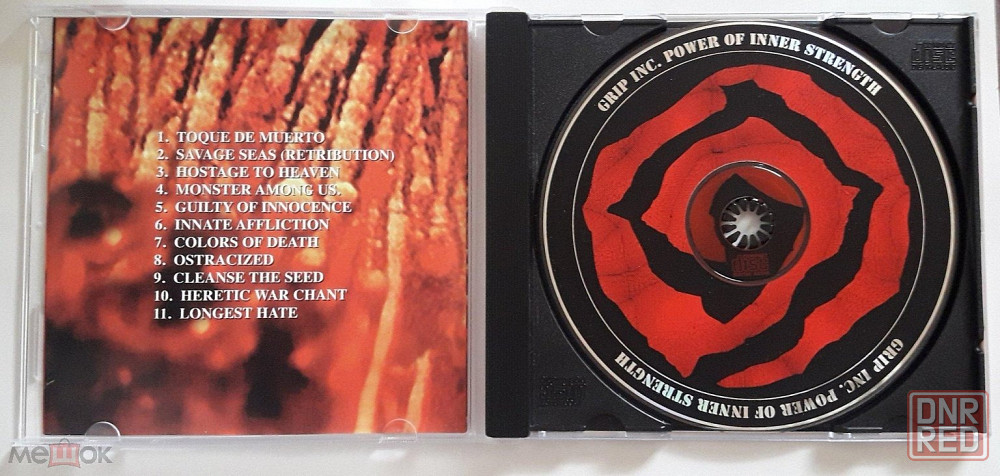 1. TOQUE DE MUERTO
2. SAVAGE SEAS (RETRIBUTION)
3. HOSTAGE TO HEAVEN
4. MONSTER AMONG US.
5. GUILTY OF INNOCENCE
6. INNATE AFFLICTION
7. COLORS OF DEATH
8. OSTRACIZED
9. CLEANSE THE SEED
10. HERETIC WAR CHANT
11. LONGEST HATE
GRIP INC. POWER OF INNER STRENGTH
GRIP INC. POWER OF INNER STRENGTH
мешок
DNR
RED